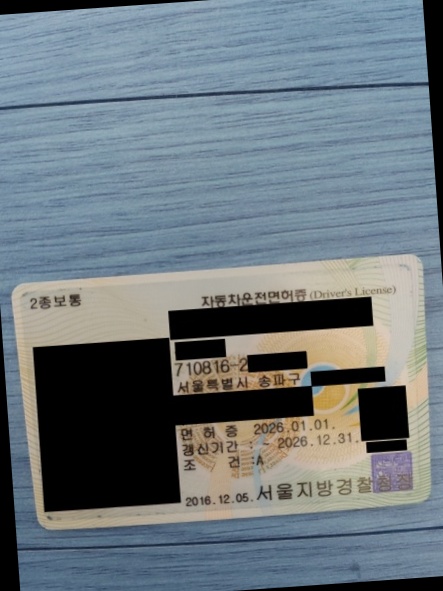 2종보통
자동차운전면허증 (Driver's License)
710816-2
서울특별시 송파구
면 허 증 2026.01.01.
갱신기간 : ~ 2026.12.31.
조 건 :A
2016.12.05. 서울지방경찰청장